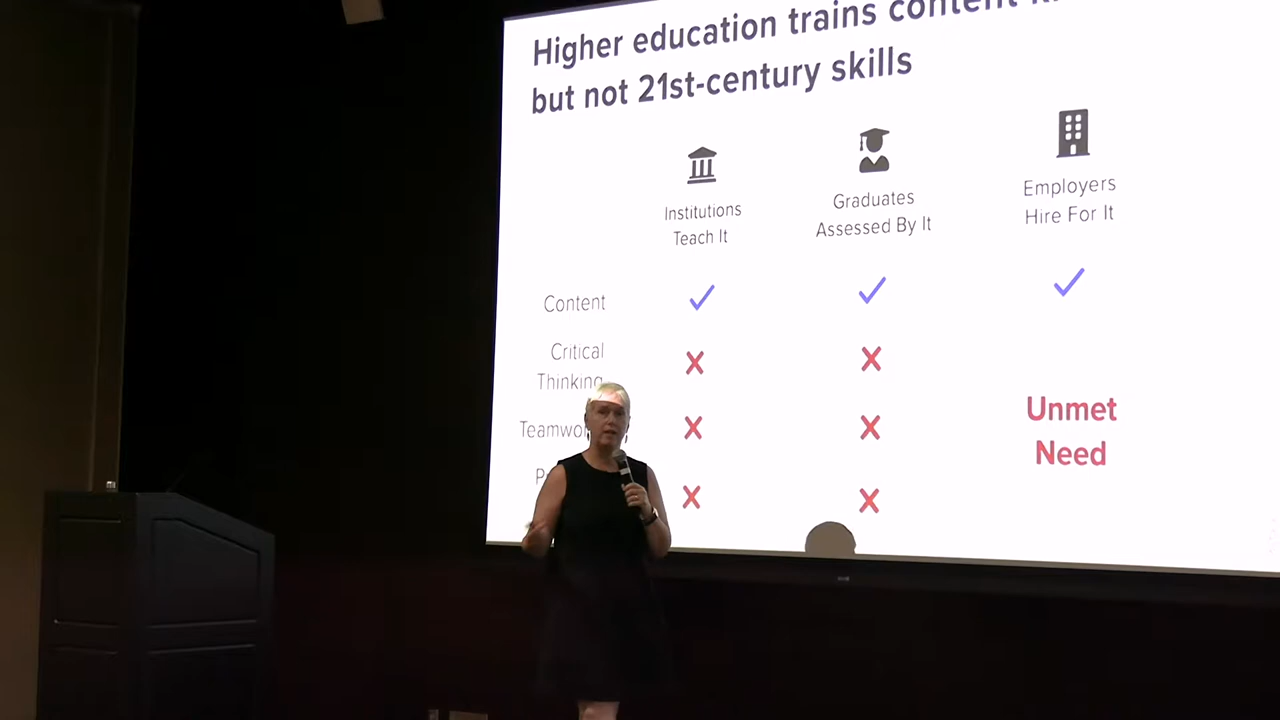 Higher education trains content
but not 21st-century skills
Institutions
Teach It
Graduates
Assessed By It
Employers
Hire For It
Content
Critical
Thinking
Unmet
Need